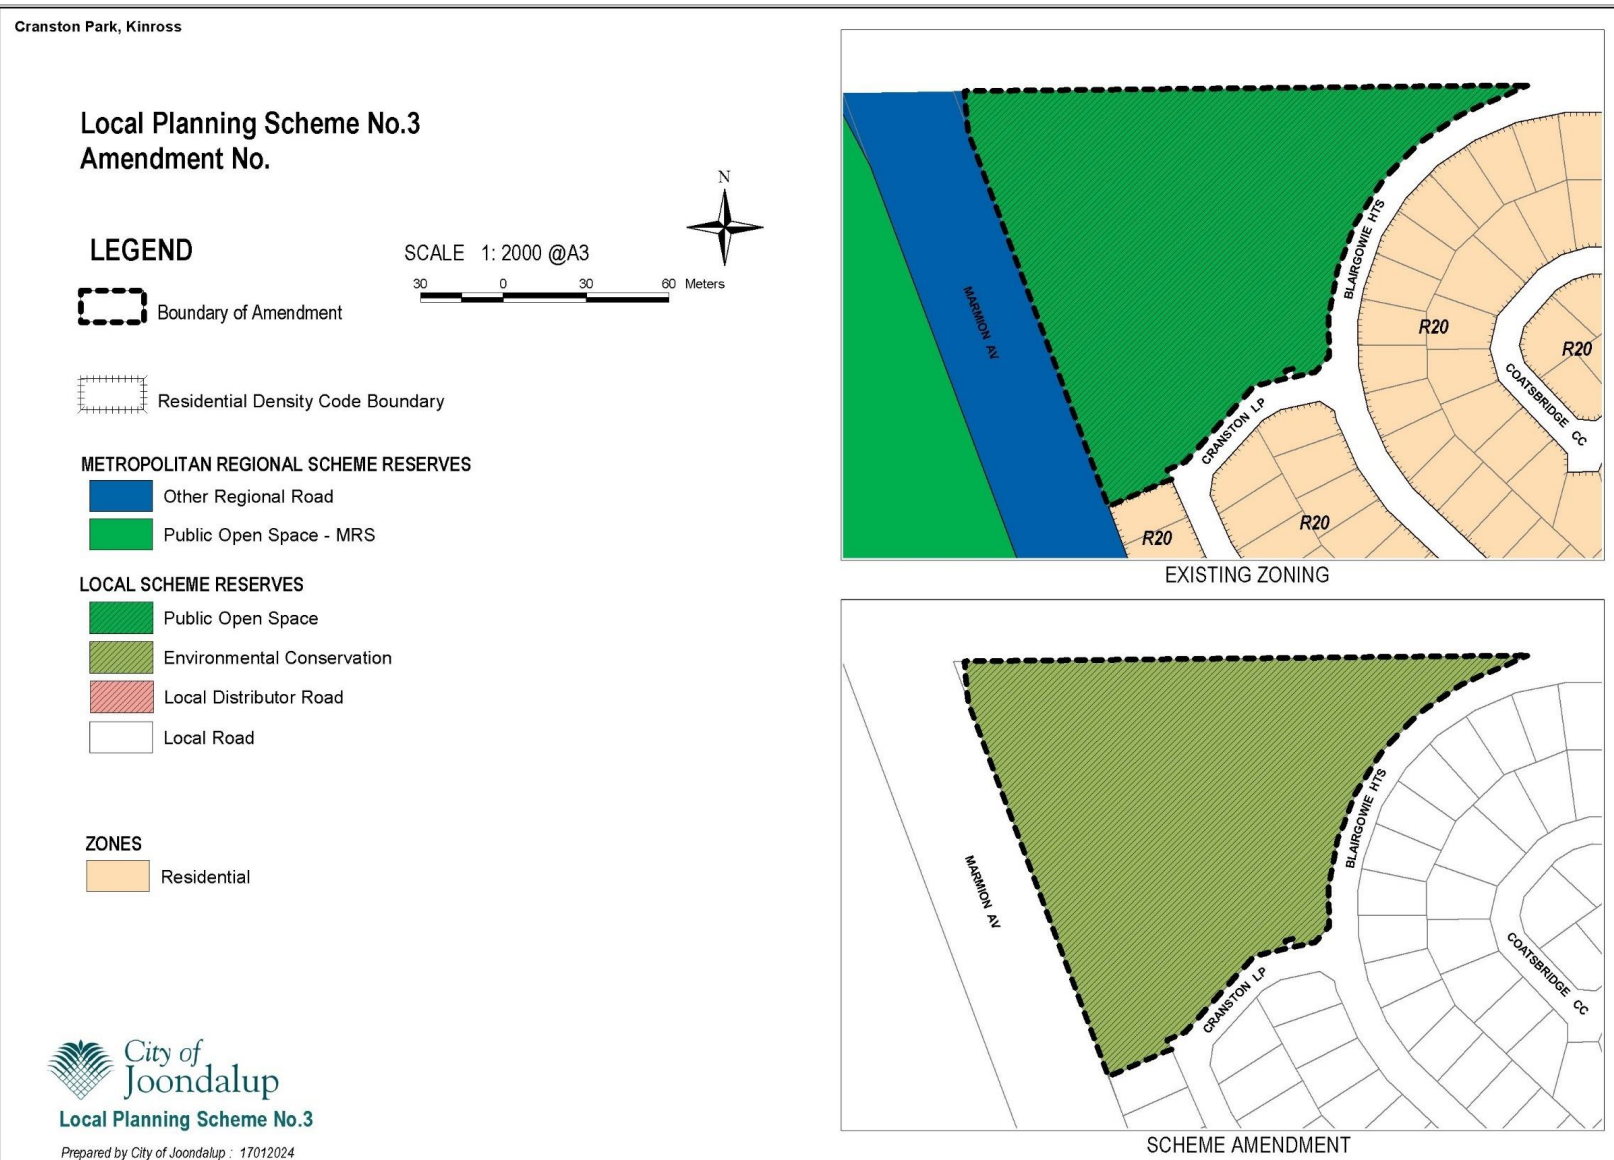 Cranston Park, Kinross
Local Planning Scheme No.3
Amendment No.
N
LEGEND
SCALE 1: 2000 @A3
30 0 30 60 Meters
Boundary of Amendment
Residential Density Code Boundary
METROPOLITAN REGIONAL SCHEME RESERVES
Other Regional Road
Public Open Space - MRS
LOCAL SCHEME RESERVES
Public Open Space
Environmental Conservation
Local Distributor Road
Local Road
ZONES
Residential
City of
Joondalup
Local Planning Scheme No.3
Prepared by City of Joondalup : 17012024
MARMION AV
BLAIRGOWIE HTS
CRANSTON LP
COATSBRIDGE CC
R20
R20
R20
R20
EXISTING ZONING
MARMION AV
BLAIRGOWIE HTS
CRANSTON LP
COATSBRIDGE CC
SCHEME AMENDMENT